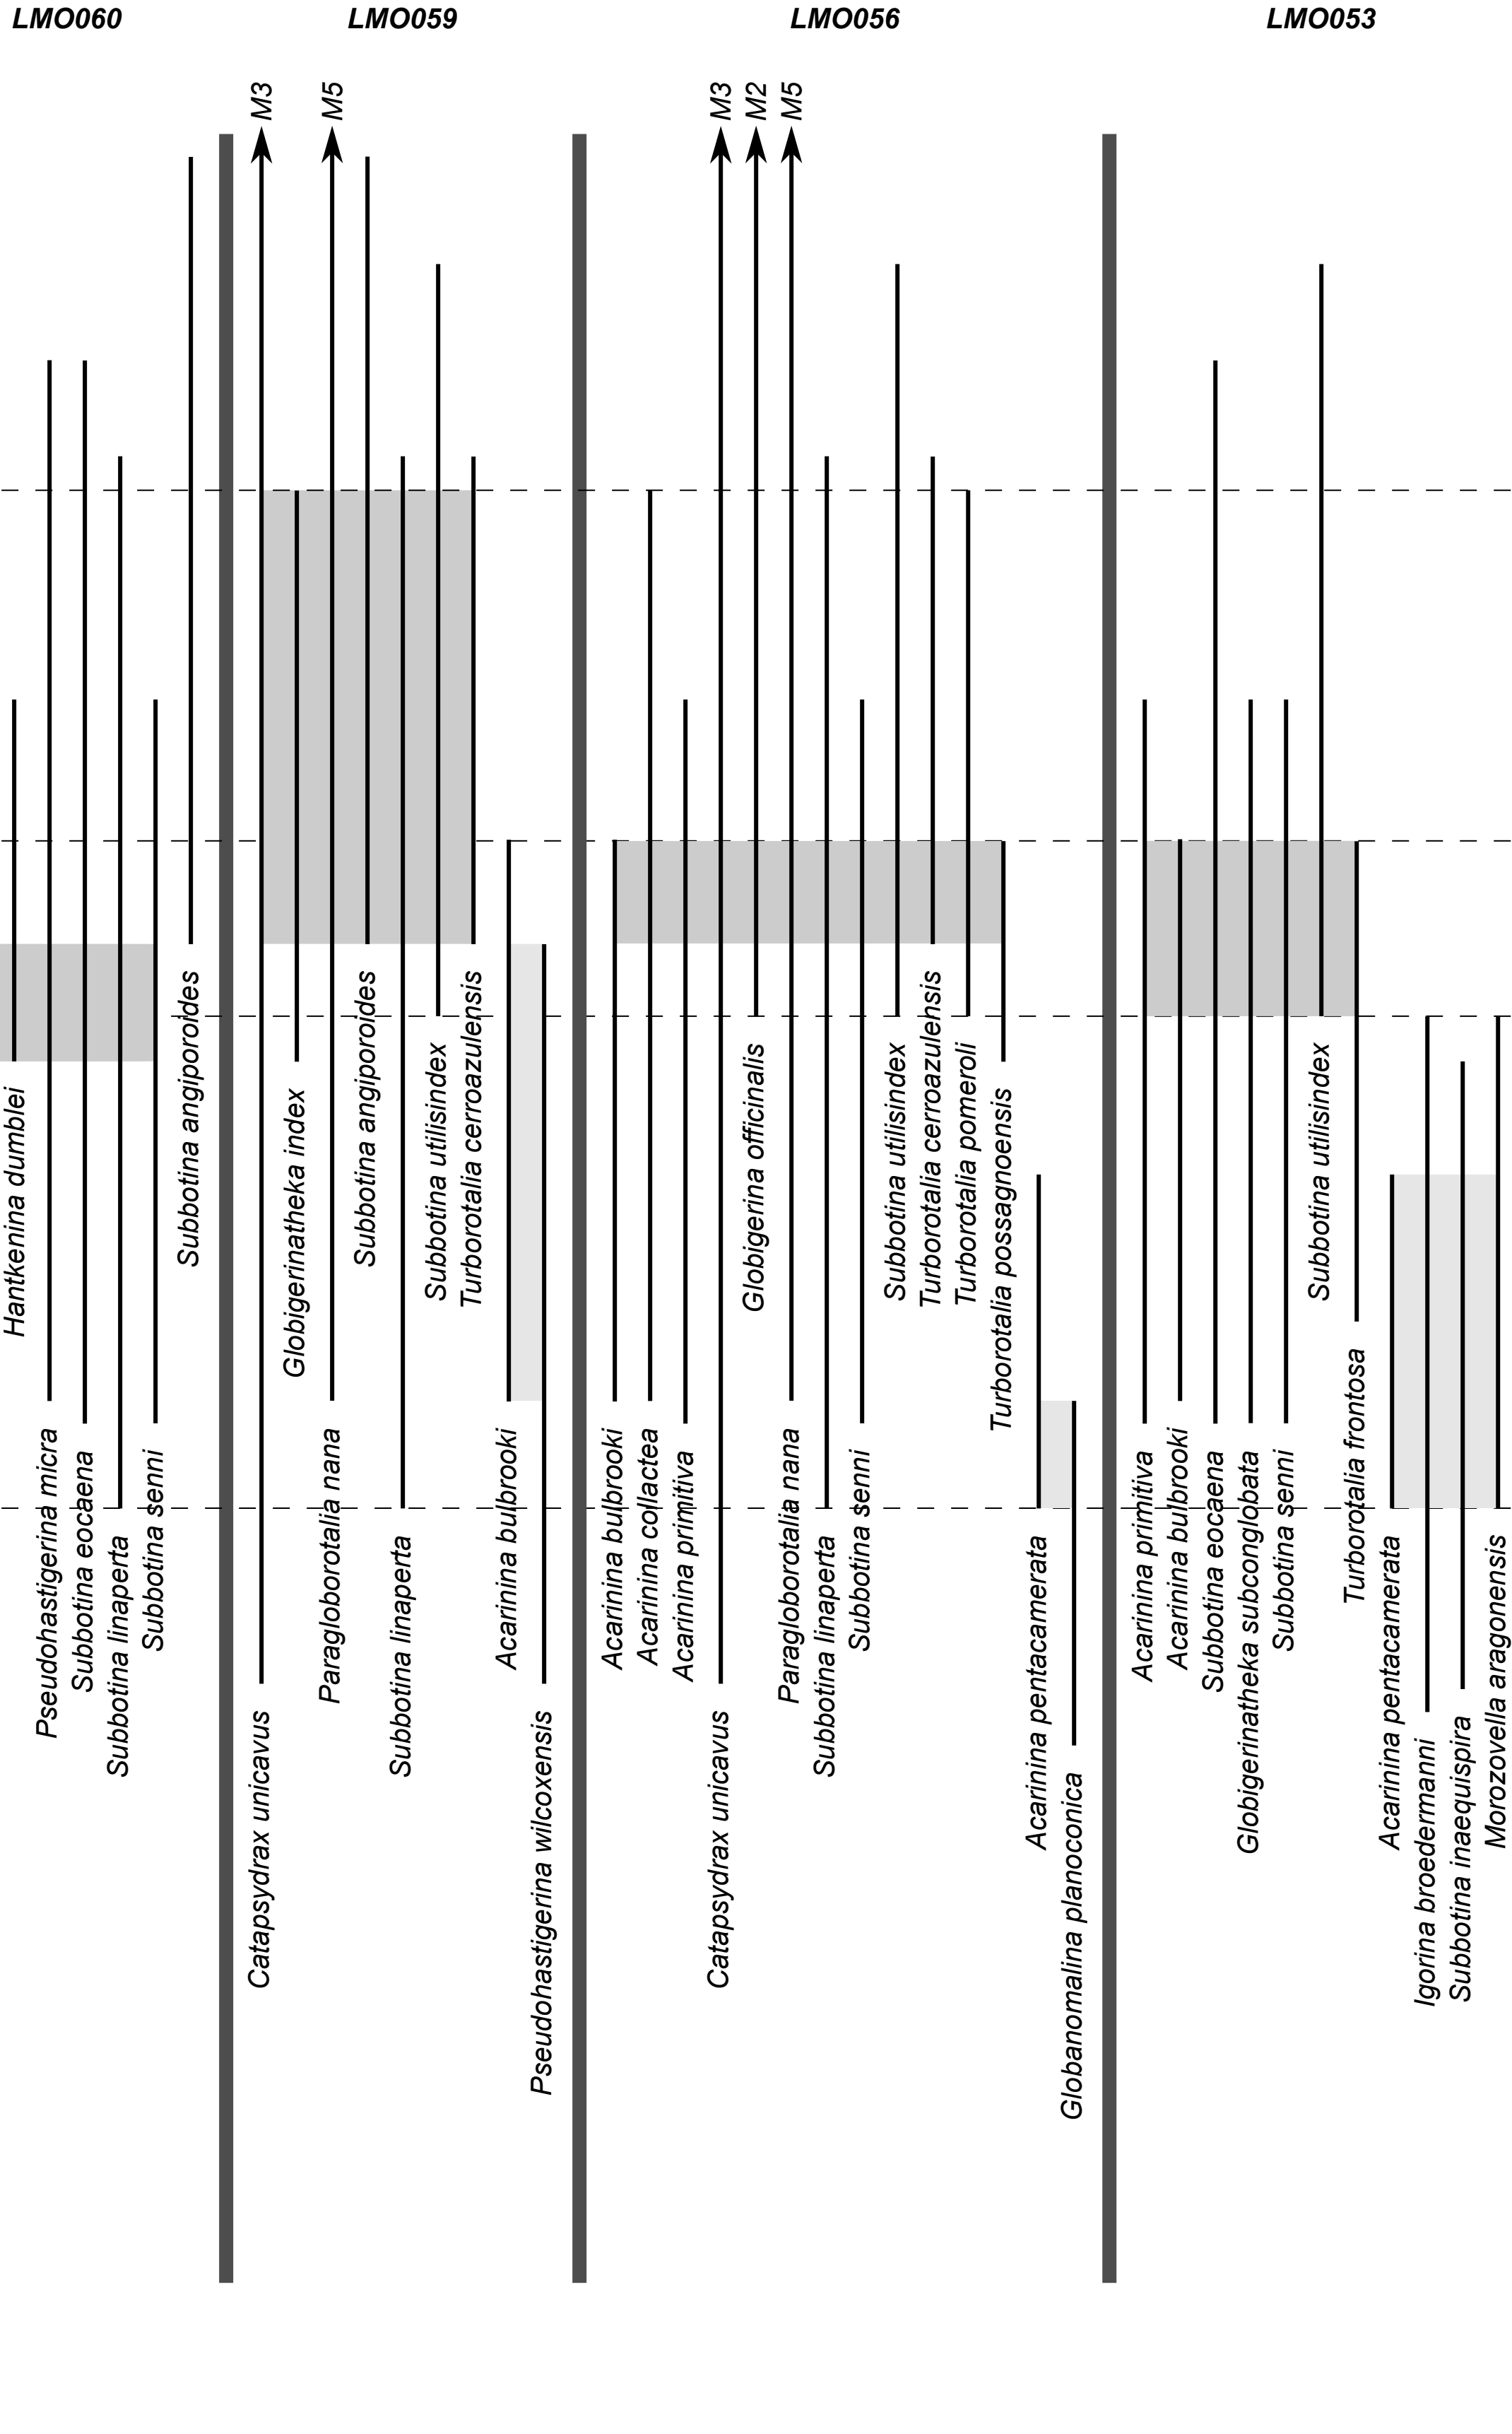 LMO060
LMO059
LMO056
LMO053
M3
M5
M3
M2
M5
Hantkenina dumblei
Pseudohastigerina micra
Subbotina eocaena
Subbotina linaperta
Subbotina senni
Subbotina angiporoides
Catapsydrax unicavus
Globigerinatheka index
Paragloborotalia nana
Subbotina angiporoides
Subbotina linaperta
Subbotina utilisindex
Turborotalia cerroazulensis
Acarinina bulbrooki
Pseudohastigerina wilcoxensis
Acarinina bulbrooki
Acarinina collactea
Acarinina primitiva
Catapsydrax unicavus
Globigerina officinalis
Paragloborotalia nana
Subbotina linaperta
Subbotina senni
Subbotina utilisindex
Turborotalia cerroazulensis
Turborotalia pomeroli
Turborotalia possagnoensis
Acarinina pentacamerata
Globanomalina planoconica
Acarinina primitiva
Acarinina bulbrooki
Subbotina eocaena
Globigerinatheka subconglobata
Subbotina senni
Subbotina utilisindex
Turborotalia frontosa
Acarinina pentacamerata
Igorina broedermanni
Subbotina inaequispira
Morozovella aragonensis